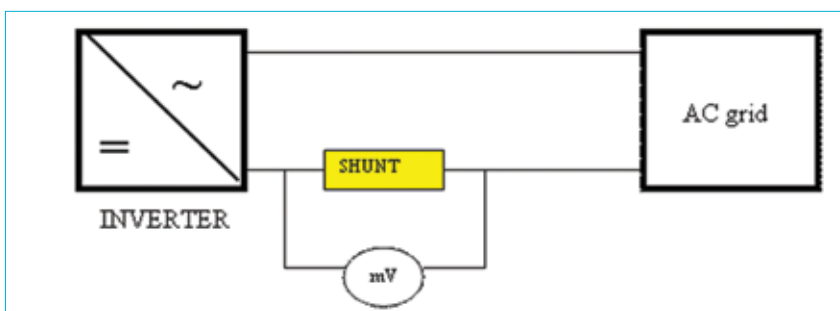 ~
=
AC grid
SHUNT
INVERTER
mV